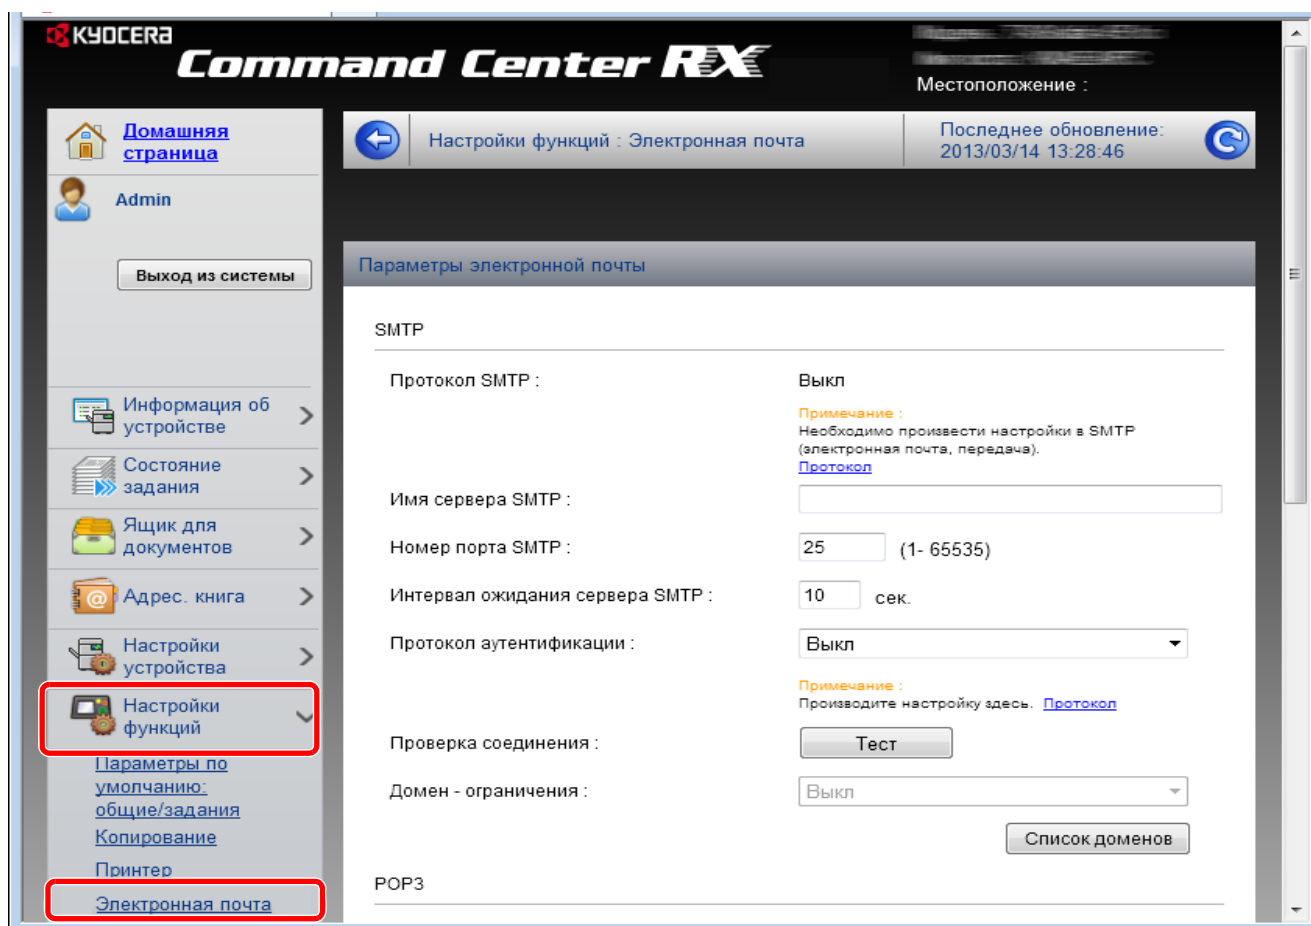 KYOCERA
Command Center RX
Местоположение :
Домашняя
страница
Настройки функций : Электронная почта
Последнее обновление:
2013/03/14 13:28:46
Admin
Выход из системы
Параметры электронной почты
SMTP
Протокол SMTP :
Выкл
Примечание :
Необходимо произвести настройки в SMTP
(электронная почта, передача).
Протокол
Имя сервера SMTP :
Номер порта SMTP :
25 (1- 65535)
Интервал ожидания сервера SMTP :
10 сек.
Протокол аутентификации :
Выкл
Примечание :
Производите настройку здесь. Протокол
Проверка соединения :
Тест
Домен - ограничения :
Выкл
Список доменов
POP3
Информация об
устройстве
Состояние
задания
Ящик для
документов
Адрес. книга
Настройки
устройства
Настройки
функций
Параметры по
умолчанию:
общие/задания
Копирование
Принтер
Электронная почта